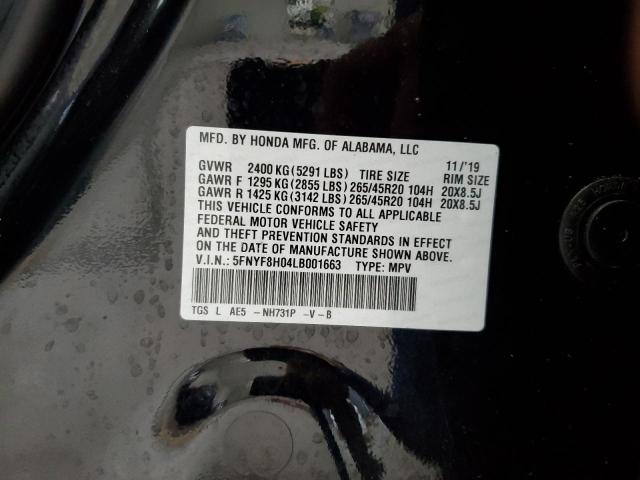 MFD. BY HONDA MFG. OF ALABAMA, LLC
GVWR 2400 KG (5291 LBS) TIRE SIZE 11/'19 RIM SIZE
GAWR F 1295 KG (2855 LBS) 265/45R20 104H 20X8.5J
GAWR R 1425 KG (3142 LBS) 265/45R20 104H 20X8.5J
THIS VEHICLE CONFORMS TO ALL APPLICABLE
FEDERAL MOTOR VEHICLE SAFETY
AND THEFT PREVENTION STANDARDS IN EFFECT
ON THE DATE OF MANUFACTURE SHOWN ABOVE.
V.I.N.: 5FNYF8H04LB001663 TYPE: MPV
TGS L AE5 -NH731P -V-B